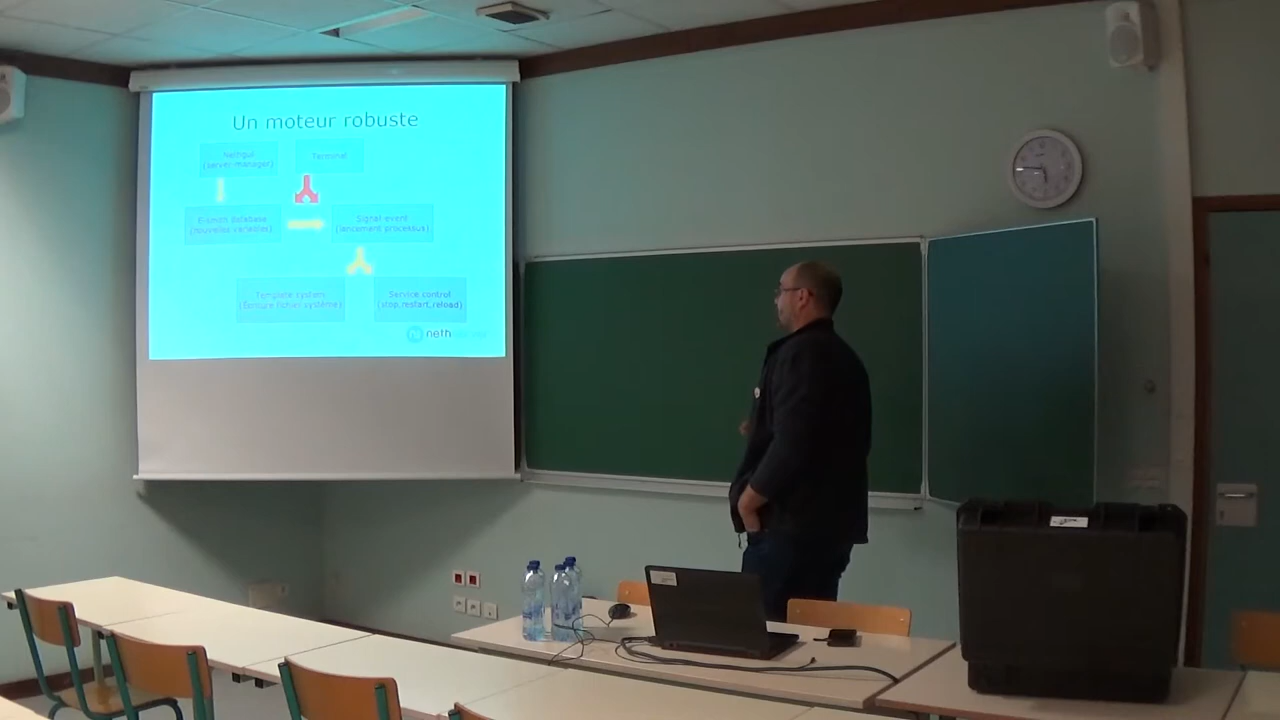 Un moteur robuste
Nethgui
(server-manager)
Terminal
E-smith database
(nouvelles variables)
Signal-event
(lancement processus)
Template system
(Ecriture fichier système)
Service control
(stop,restart,reload)
neth